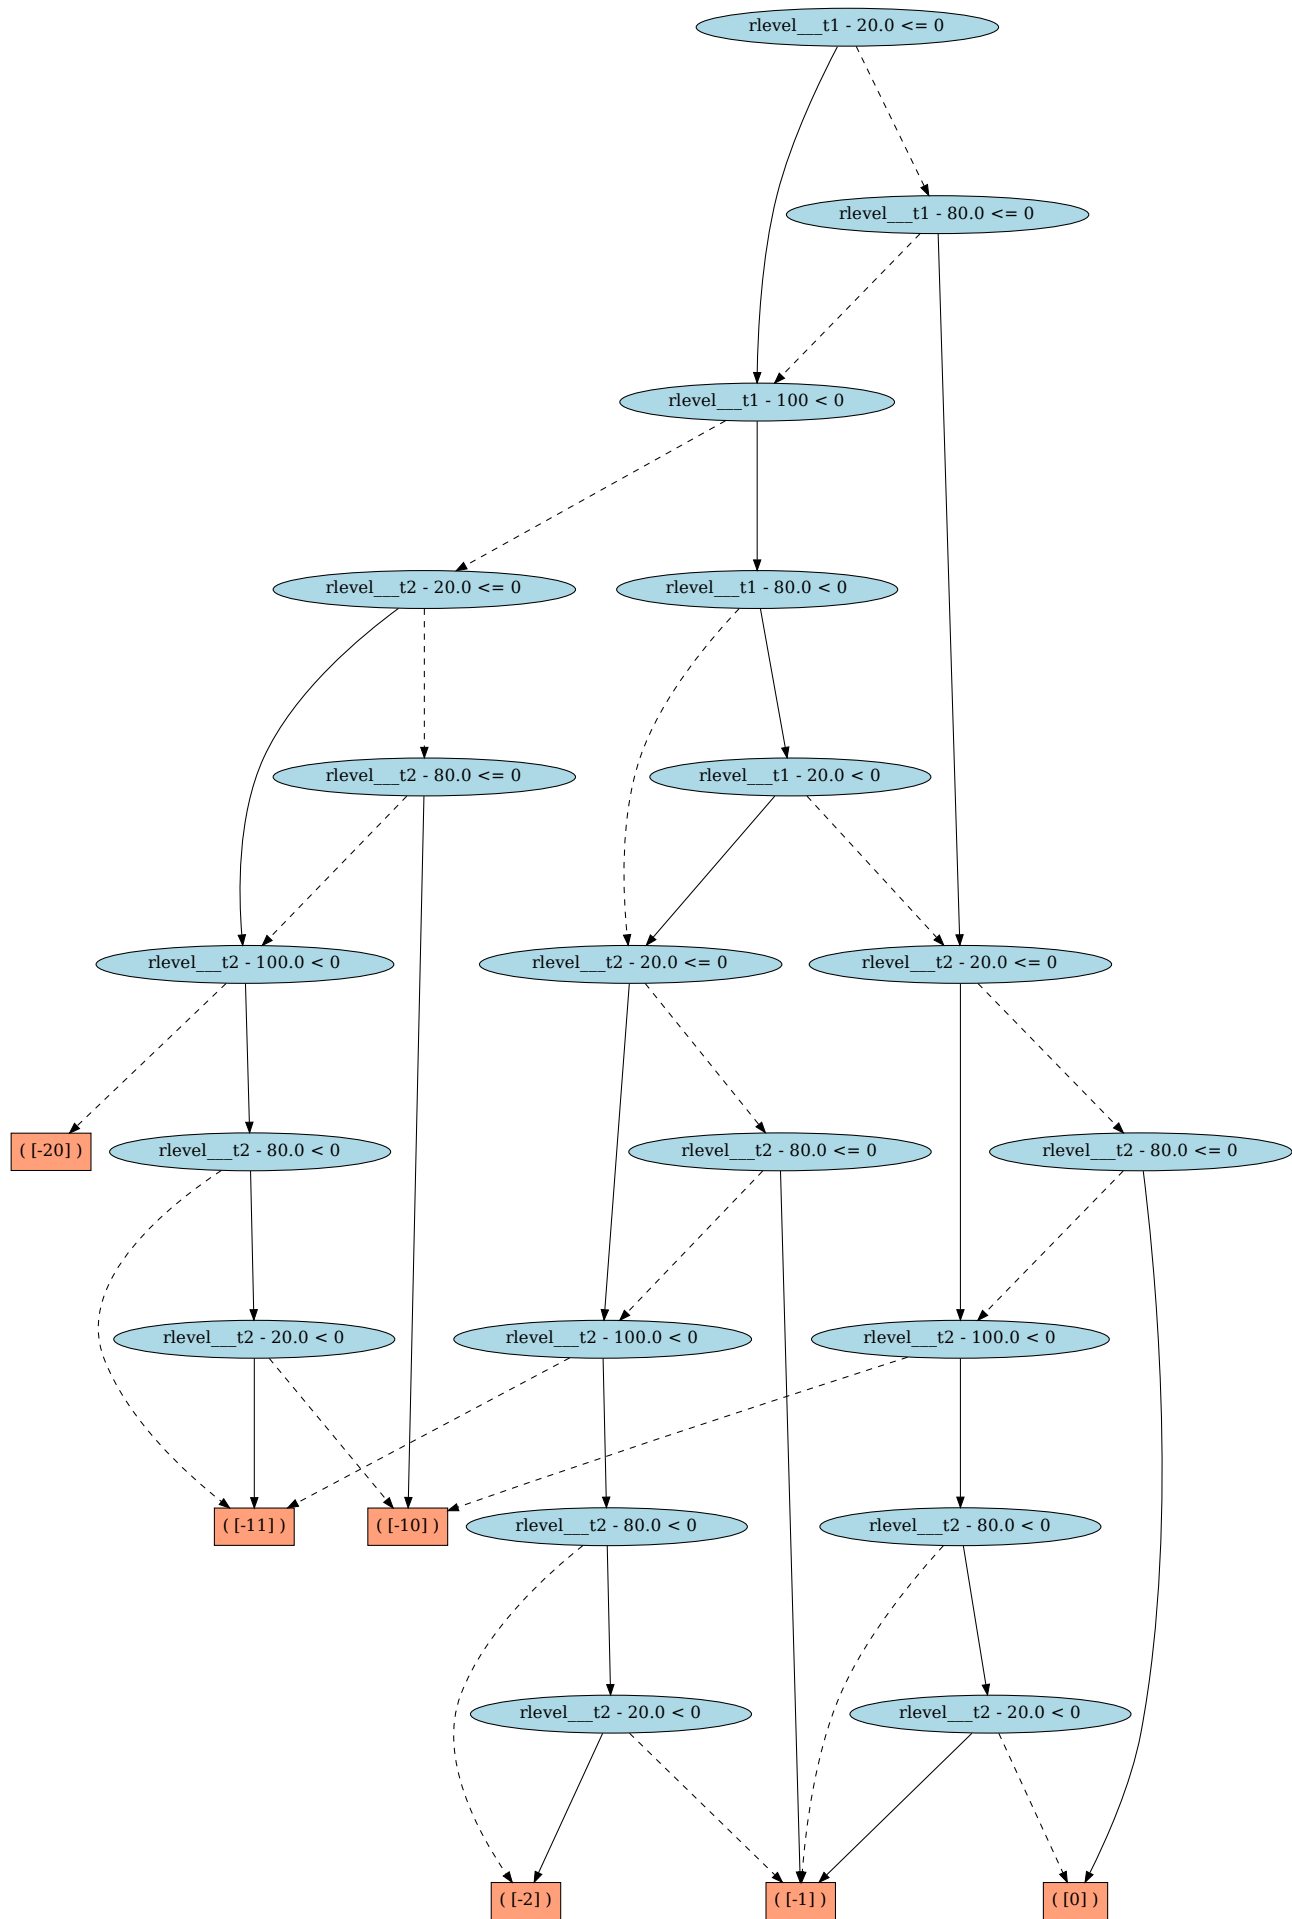 rlevel___t1 - 20.0 <= 0
rlevel___t1 - 80.0 <= 0
rlevel___t1 - 100 < 0
rlevel___t2 - 20.0 <= 0
rlevel___t1 - 80.0 < 0
rlevel___t2 - 80.0 <= 0
rlevel___t1 - 20.0 < 0
rlevel___t2 - 100.0 < 0
rlevel___t2 - 20.0 <= 0
rlevel___t2 - 20.0 <= 0
( [-20] )
rlevel___t2 - 80.0 < 0
rlevel___t2 - 80.0 <= 0
rlevel___t2 - 80.0 <= 0
rlevel___t2 - 20.0 < 0
rlevel___t2 - 100.0 < 0
rlevel___t2 - 100.0 < 0
( [-11] )
( [-10] )
rlevel___t2 - 80.0 < 0
rlevel___t2 - 80.0 < 0
rlevel___t2 - 20.0 < 0
rlevel___t2 - 20.0 < 0
( [-2] )
( [-1] )
( [0] )